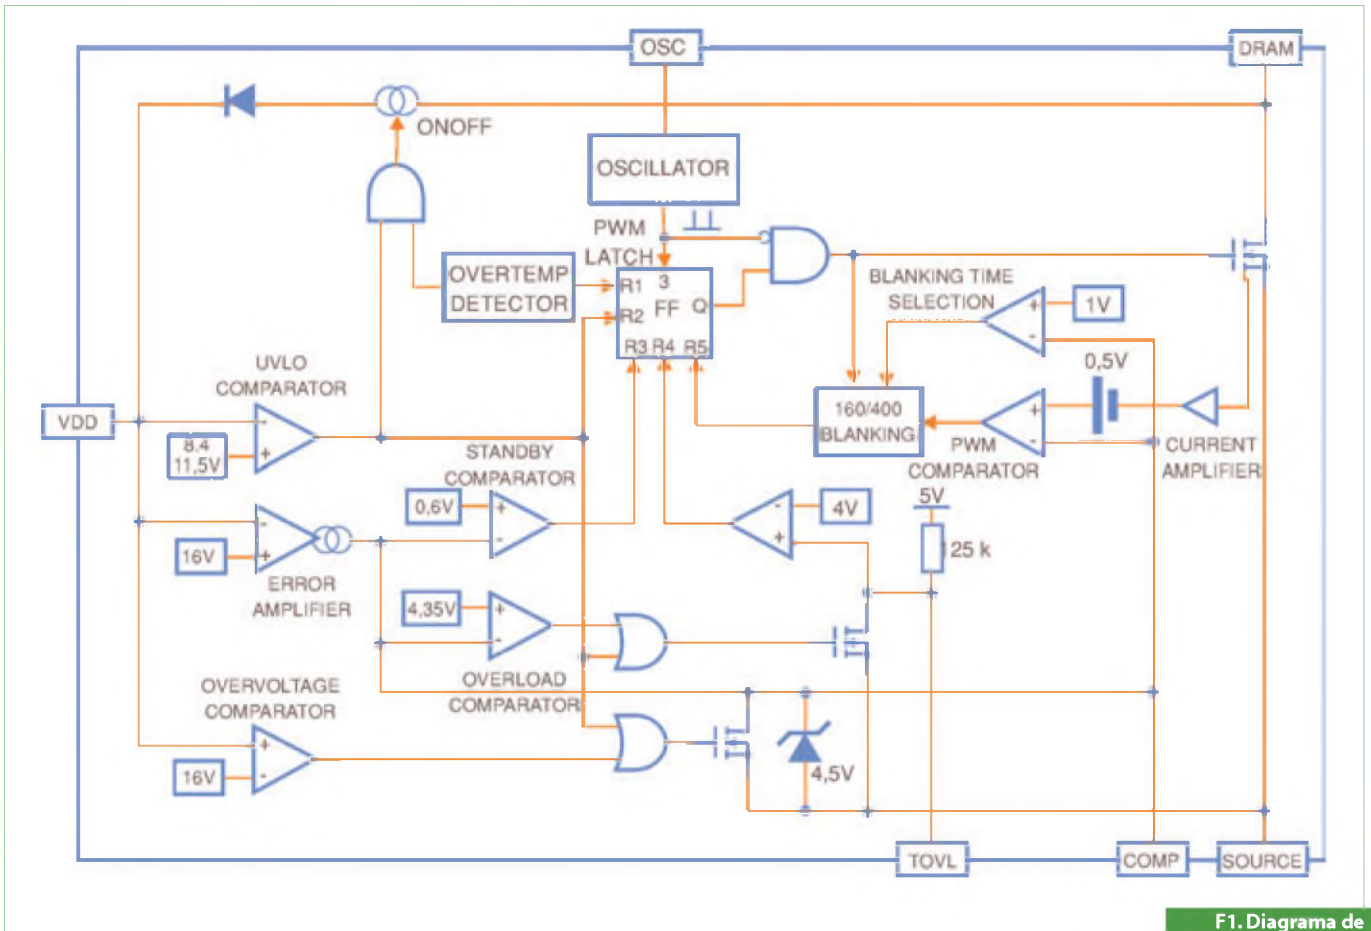 OSC
DRAM
ONOFF
OSCILLATOR
PWM
LATCH
OVERTEMP
DETECTOR
R1
3
R2
FF
Q
R3
R4
R5
BLANKING TIME
SELECTION
+
-
1V
0,5V
UVLO
COMPARATOR
VDD
-
+
8.4
11,5V
160/400
BLANKING
+
-
PWM
COMPARATOR
CURRENT
AMPLIFIER
STANDBY
COMPARATOR
0,6V
+
-
-
+
4V
5V
125 k
-
+
16V
ERROR
AMPLIFIER
4,35V
+
-
OVERLOAD
COMPARATOR
OVERVOLTAGE
COMPARATOR
+
-
16V
4,5V
TOVL
COMP
SOURCE
F1. Diagrama de